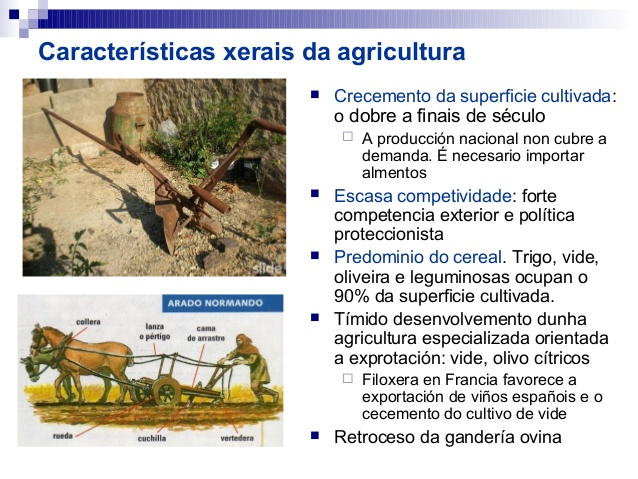 Características xerais da agricultura
Crecemento da superficie cultivada:
o dobre a finais de século
A producción nacional non cubre a
demanda. É necesario importar
almentos
Escasa competividade: forte
competencia exterior e política
proteccionista
Predominio do cereal. Trigo, vide,
oliveira e leguminosas ocupan o
90% da superficie cultivada.
Tímido desenvolvemento dunha
agricultura especializada orientada
a exprotación: vide, olivo cítricos
Filoxera en Francia favorece a
exportación de viños españois e o
cecemento do cultivo de vide
Retroceso da gandería ovina
slide
ARADO NORMANDO
collera
lanza
o pértigo
cama
de arrastre
rueda
cuchilla
vertedera